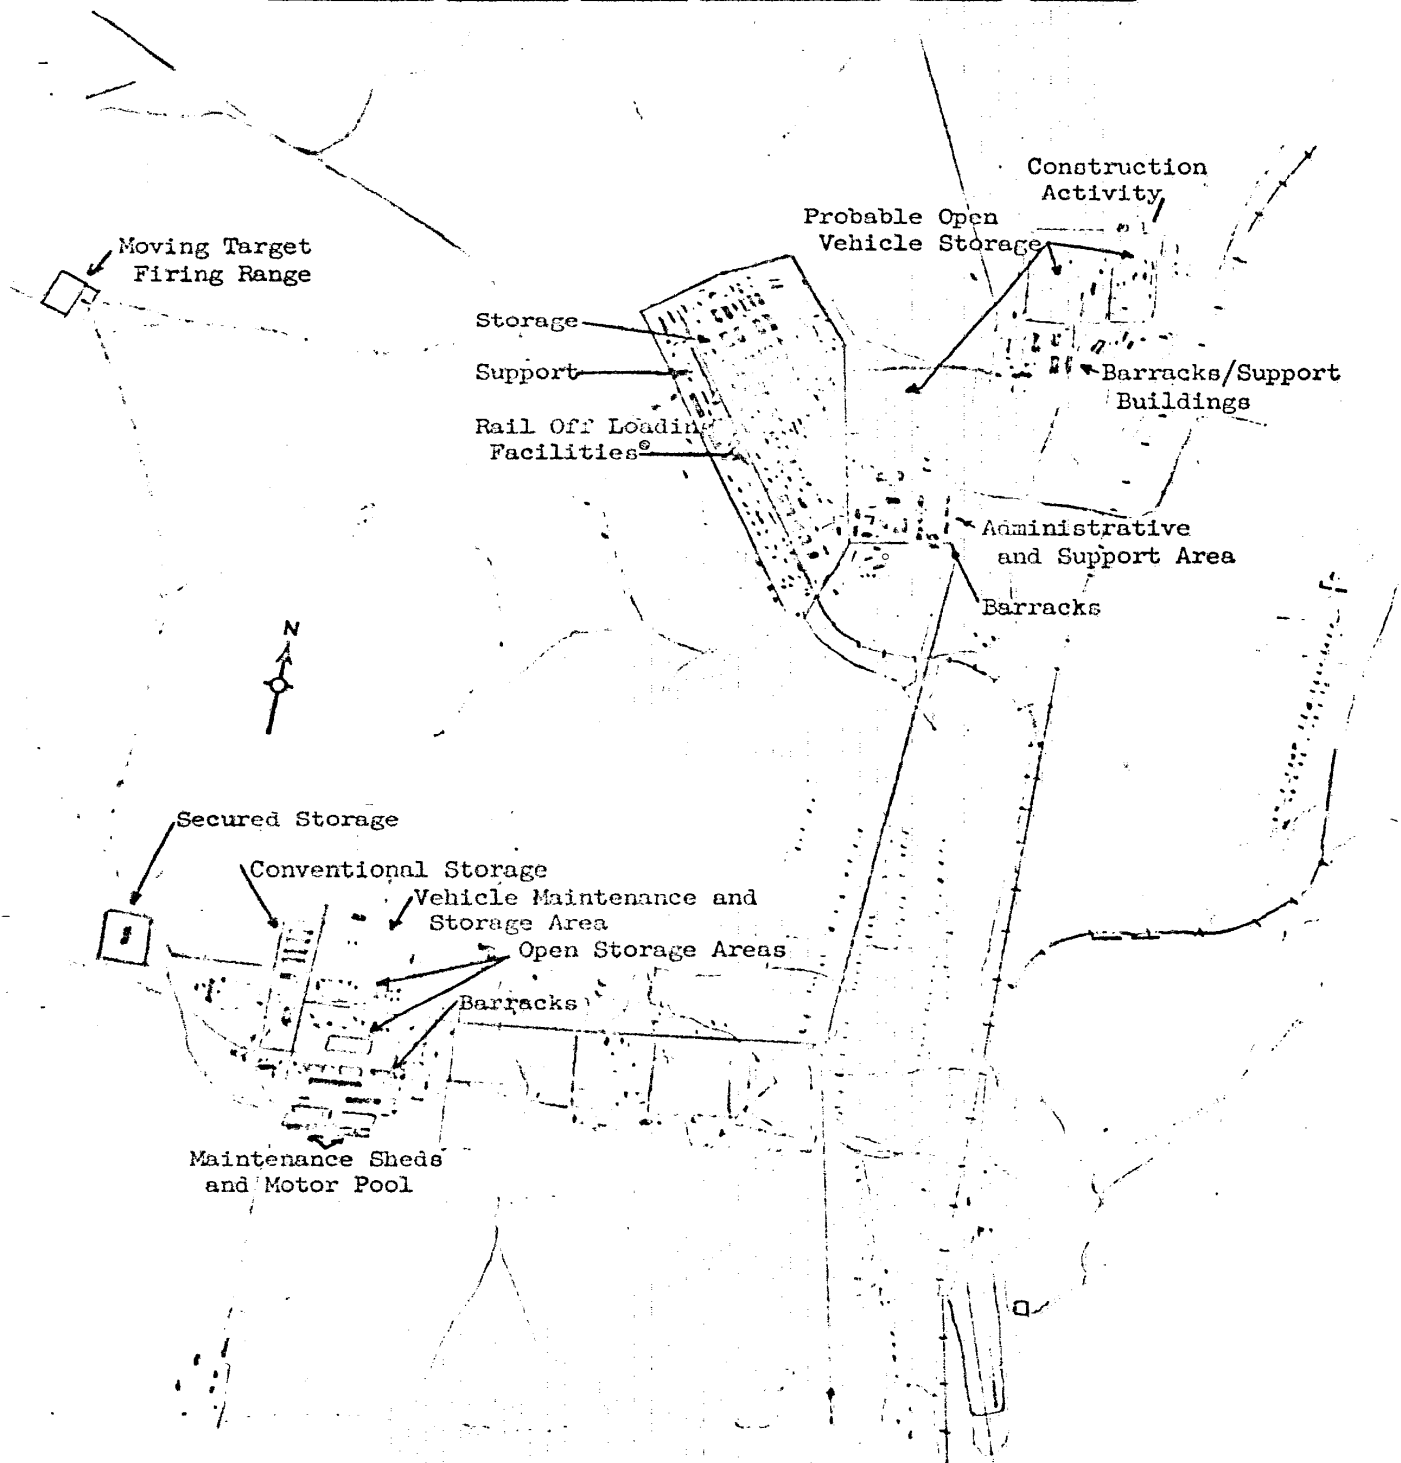 Construction
Activity
Probable Open
Vehicle Storage
Moving Target
Firing Range
Storage
Support
Barracks/Support
Buildings
Rail Off Loading
Facilities
Administrative
and Support Area
Barracks
N
Secured Storage
Conventional Storage
Vehicle Maintenance and
Storage Area
Open Storage Areas
Barracks
Maintenance Sheds
and Motor Pool